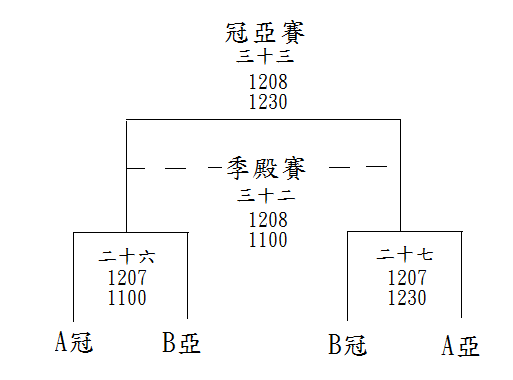 冠亞賽
三十三
1208
1230
季殿賽
三十二
1208
1100
二十六
1207
1100
二十七
1207
1230
A冠
B亞
B冠
A亞